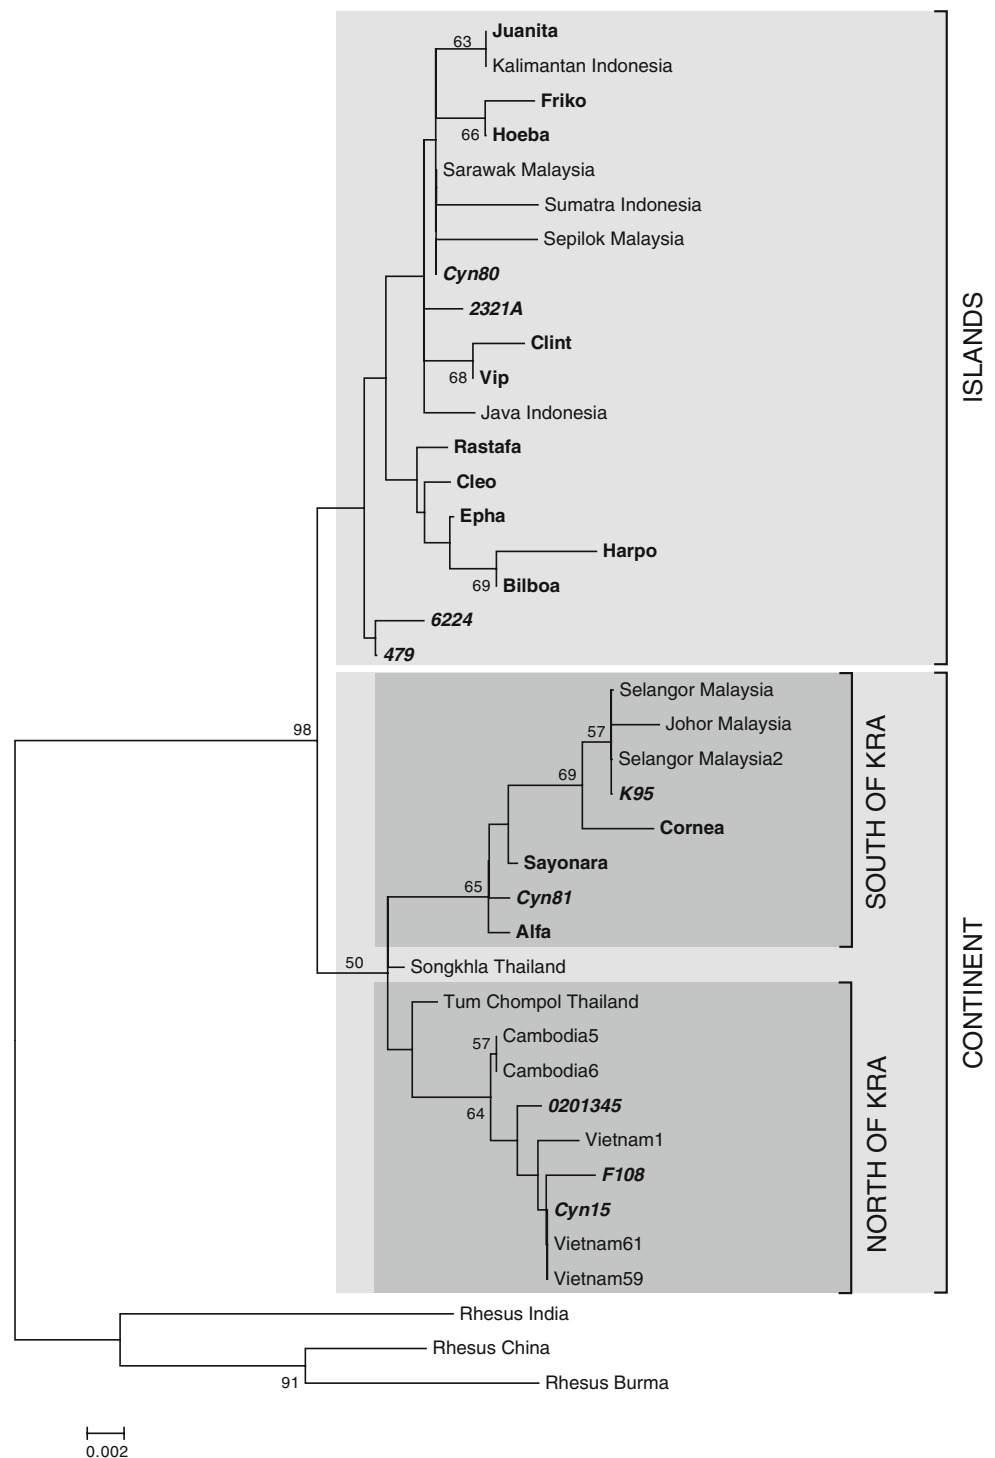 Juanita
63
Kalimantan Indonesia
Friko
66 Hoeba
Sarawak Malaysia
Sumatra Indonesia
Sepilok Malaysia
Cyn80
2321A
Clint
68 Vip
Java Indonesia
Rastafa
Cleo
Epha
Harpo
69 Bilboa
6224
479
ISLANDS
Selangor Malaysia
98
57
Johor Malaysia
Selangor Malaysia2
69
K95
Cornea
Sayonara
65
Cyn81
Alfa
SOUTH OF KRA
50
Songkhla Thailand
CONTINENT
Tum Chompol Thailand
57
Cambodia5
Cambodia6
64
0201345
Vietnam1
F108
Cyn15
Vietnam61
Vietnam59
NORTH OF KRA
Rhesus India
Rhesus China
91
Rhesus Burma
0.002